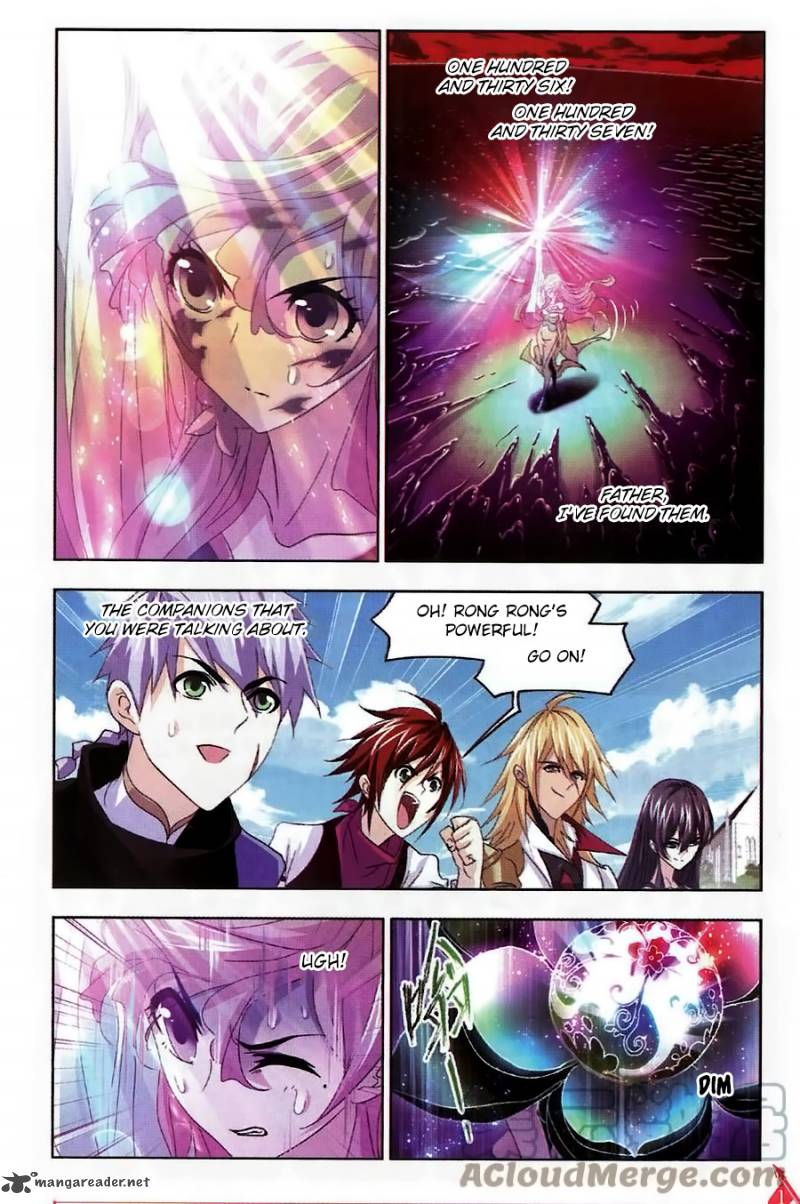 ONE HUNDRED
AND THIRTY SIX!
ONE HUNDRED
AND THIRTY SEVEN!
FATHER,
I'VE FOUND THEM.
THE COMPANIONS THAT
YOU WERE TALKING ABOUT.
OH! RONG RONG'S
POWERFUL!
GO ON!
UGH!
DIM
mangareader.net
ACloudMerge.com